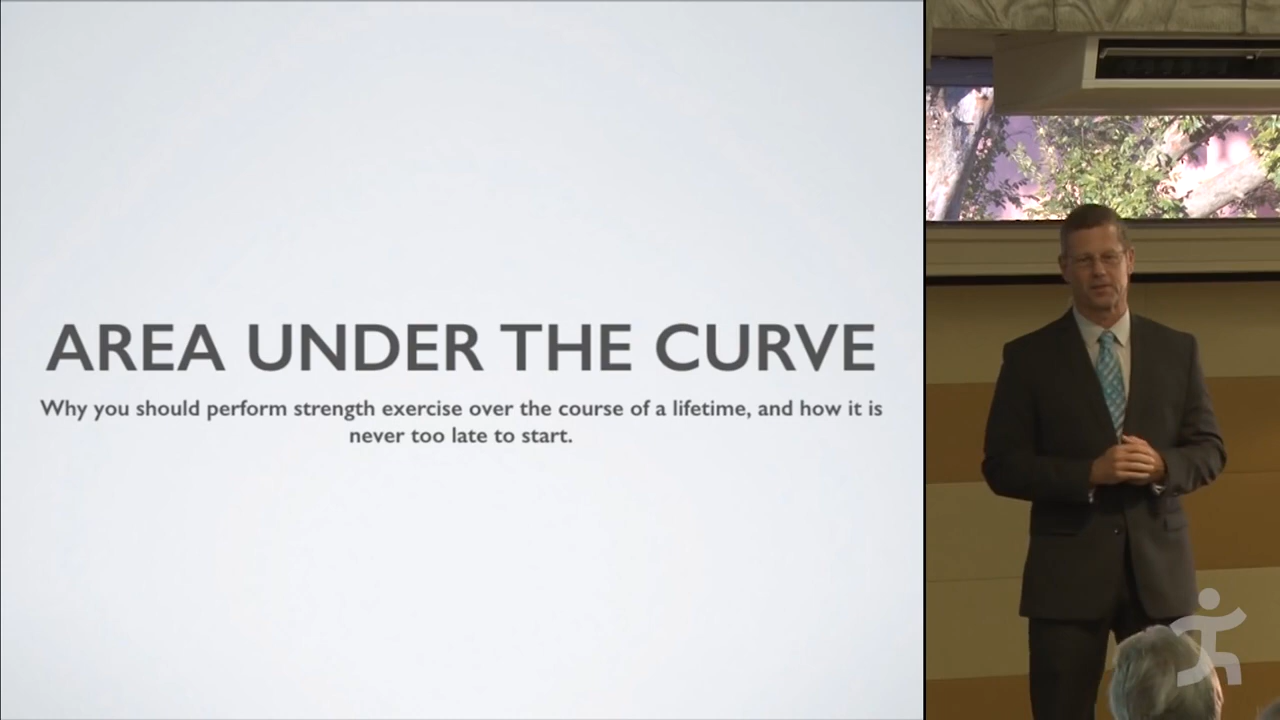 AREA UNDER THE CURVE
Why you should perform strength exercise over the course of a lifetime, and how it is
never too late to start.